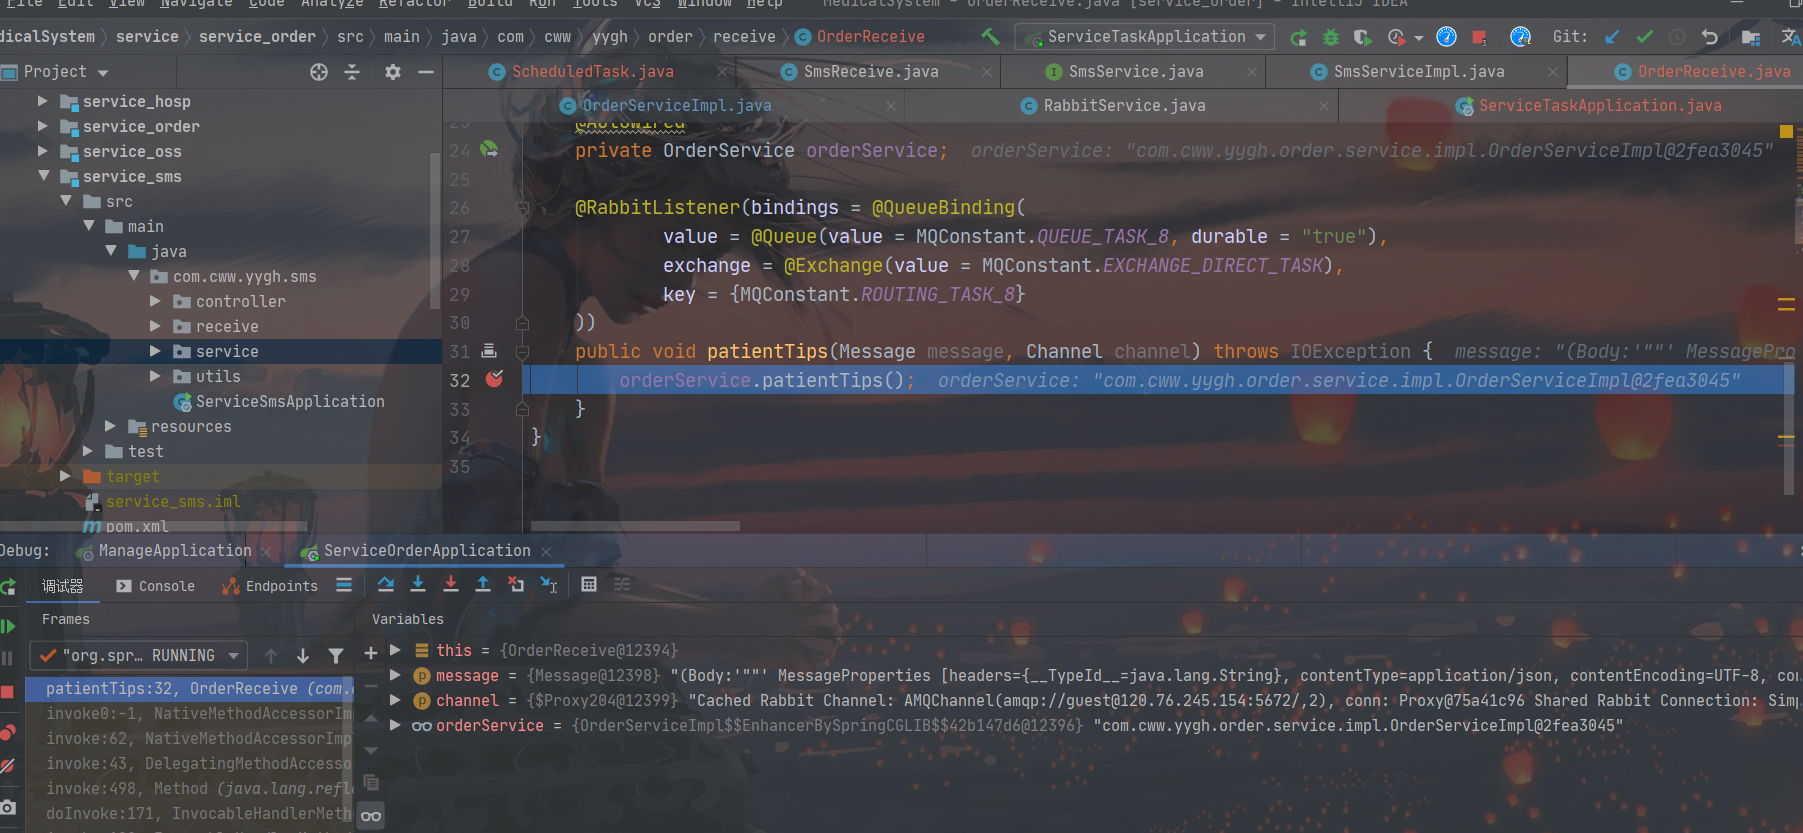 File Edit View Navigate Code Analyze Refactor Build Run Tools VCS Window Help MedicalSystem - OrderReceive.java [service_order] - IntelliJ IDEA
dicalSystem service service_order src main java com cww yygh order receive OrderReceive ServiceTaskApplication Git:
Project
ScheduledTask.java SmsReceive.java SmsService.java SmsServiceImpl.java OrderReceive.java
OrderServiceImpl.java RabbitService.java ServiceTaskApplication.java
service_hosp
service_order
service_oss
service_sms
src
main
java
com.cww.yygh.sms
controller
receive
service
utils
ServiceSmsApplication
resources
test
target
service_sms.iml
pom.xml
23 @Autowired
24 private OrderService orderService; orderService: "com.cww.yygh.order.service.impl.OrderServiceImpl@2fea3045"
25
26 @RabbitListener(bindings = @QueueBinding(
27 value = @Queue(value = MQConstant.QUEUE_TASK_8, durable = "true"),
28 exchange = @Exchange(value = MQConstant.EXCHANGE_DIRECT_TASK),
29 key = {MQConstant.ROUTING_TASK_8}
30 ))
31 public void patientTips(Message message, Channel channel) throws IOException { message: "(Body:'""' MessagePro
32 orderService.patientTips(); orderService: "com.cww.yygh.order.service.impl.OrderServiceImpl@2fea3045"
33 }
34 }
35
Debug: ManageApplication ServiceOrderApplication
调试器 Console Endpoints
Frames
"org.spr... RUNNING
patientTips:32, OrderReceive (com.
invoke0:-1, NativeMethodAccessorIm
invoke:62, NativeMethodAccessorImp
invoke:43, DelegatingMethodAccesso
invoke:498, Method (java.lang.refle
doInvoke:171, InvocableHandlerMeth
Variables
this = {OrderReceive@12394}
message = {Message@12398} "(Body:'""' MessageProperties [headers={__TypeId__=java.lang.String}, contentType=application/json, contentEncoding=UTF-8, con
channel = {$Proxy204@12399} "Cached Rabbit Channel: AMQChannel(amqp://guest@120.76.245.154:5672/,2), conn: Proxy@75a41c96 Shared Rabbit Connection: Simp
orderService = {OrderServiceImpl$$EnhancerBySpringCGLIB$$42b147d6@12396} "com.cww.yygh.order.service.impl.OrderServiceImpl@2fea3045"